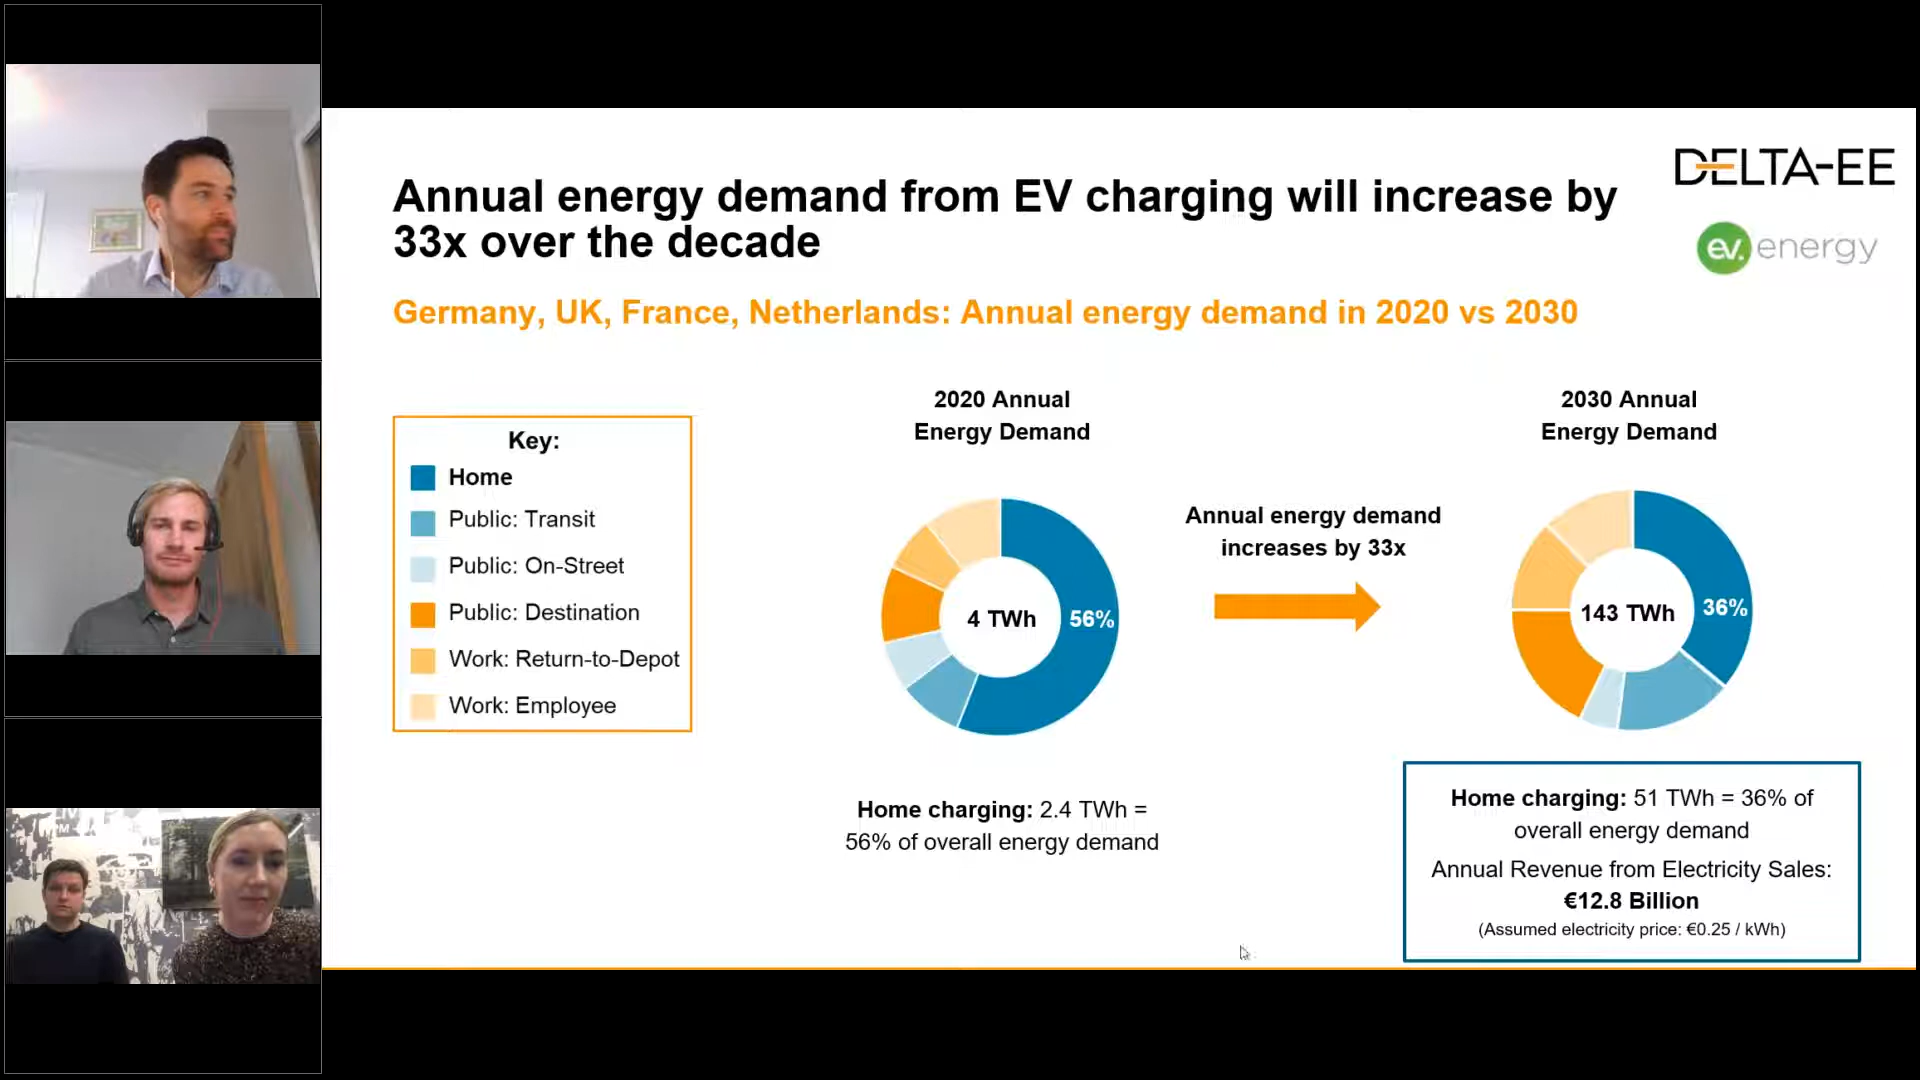 DELTA-EE
ev. energy
Annual energy demand from EV charging will increase by
33x over the decade
Germany, UK, France, Netherlands: Annual energy demand in 2020 vs 2030
Key:
Home
Public: Transit
Public: On-Street
Public: Destination
Work: Return-to-Depot
Work: Employee
2020 Annual
Energy Demand
4 TWh
56%
Home charging: 2.4 TWh =
56% of overall energy demand
Annual energy demand
increases by 33x
2030 Annual
Energy Demand
143 TWh
36%
Home charging: 51 TWh = 36% of
overall energy demand
Annual Revenue from Electricity Sales:
€12.8 Billion
(Assumed electricity price: €0.25 / kWh)